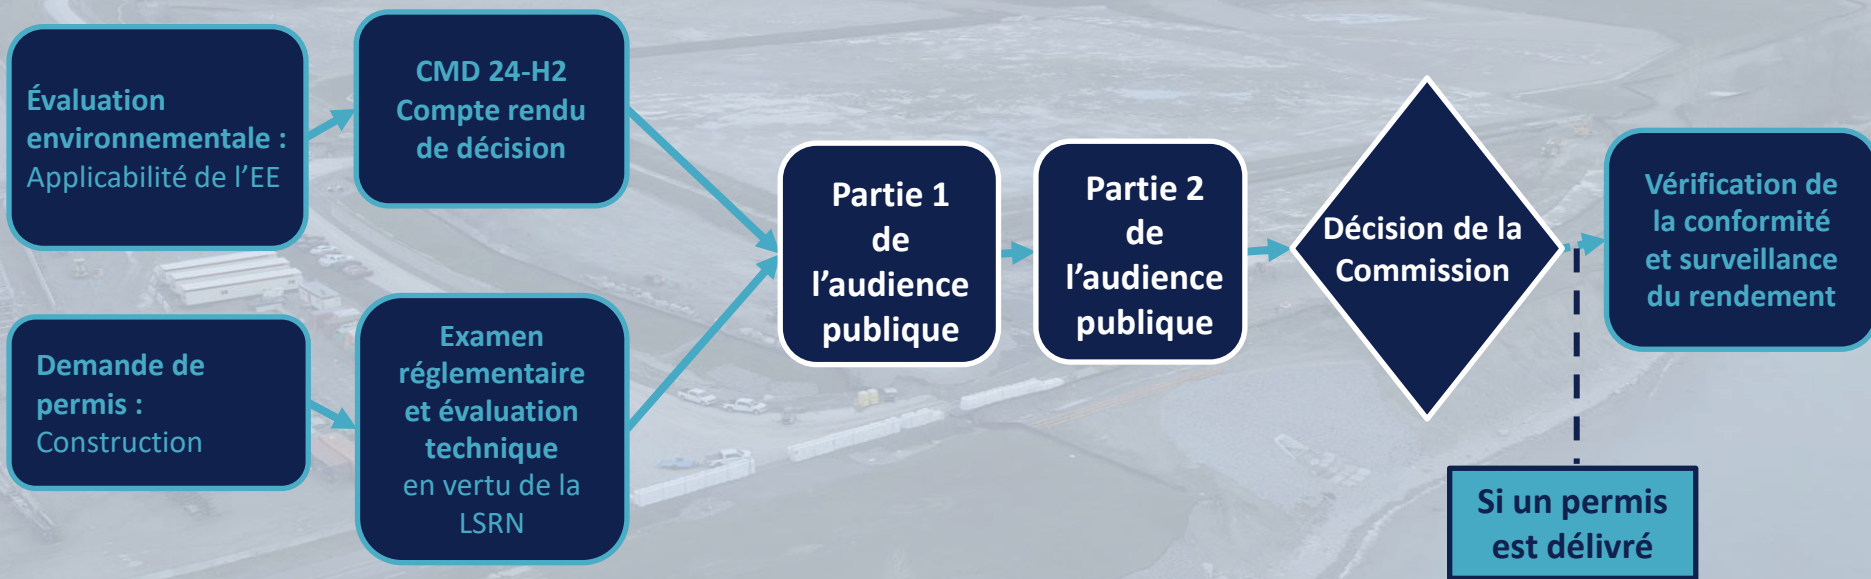 Évaluation
environnementale :
Applicabilité de l’EE
CMD 24-H2
Compte rendu
de décision
Demande de
permis :
Construction
Examen
réglementaire
et évaluation
technique
en vertu de la
LSRN
Partie 1
de
l’audience
publique
Partie 2
de
l’audience
publique
Décision de la
Commission
Vérification de
la conformité
et surveillance
du rendement
Si un permis
est délivré